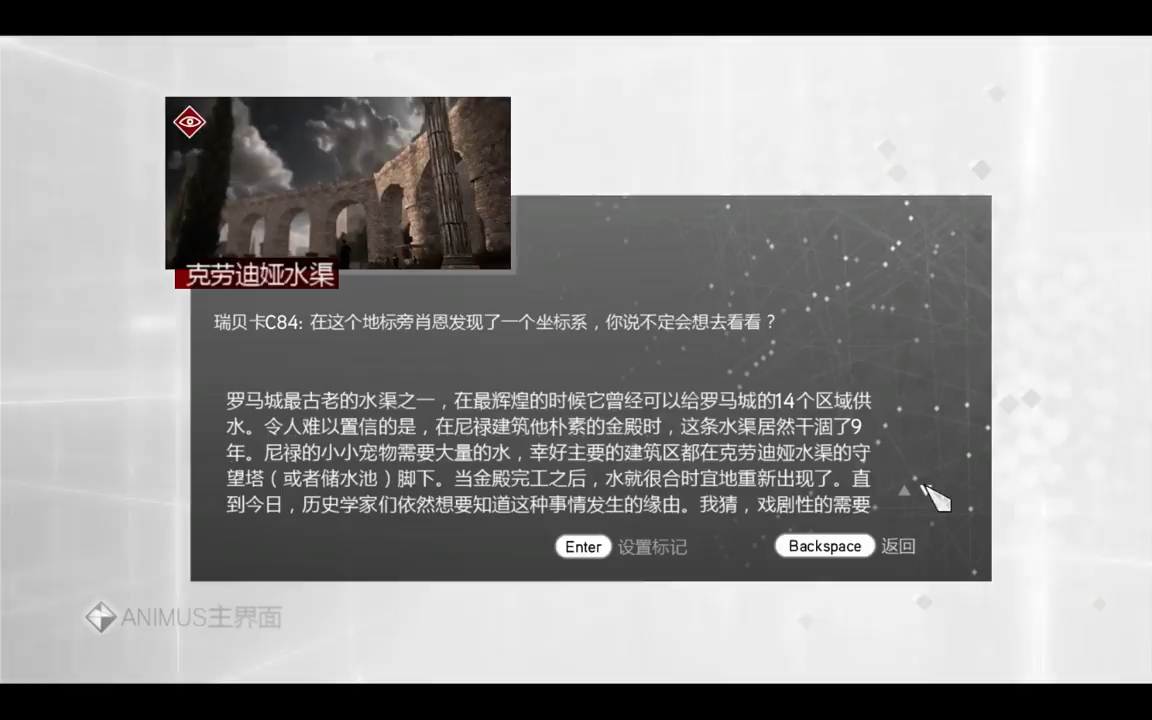 克劳迪娅水渠
瑞贝卡C84: 在这个地标旁肖恩发现了一个坐标系，你说不定会想去看看？
罗马城最古老的水渠之一，在最辉煌的时候它曾经可以给罗马城的14个区域供
水。令人难以置信的是，在尼禄建筑他朴素的金殿时，这条水渠居然干涸了9
年。尼禄的小小宠物需要大量的水，幸好主要的建筑区都在克劳迪娅水渠的守
望塔（或者储水池）脚下。当金殿完工之后，水就很合时宜地重新出现了。直
到今日，历史学家们依然想要知道这种事情发生的缘由。我猜，戏剧性的需要
Enter 设置标记 Backspace 返回
ANIMUS主界面